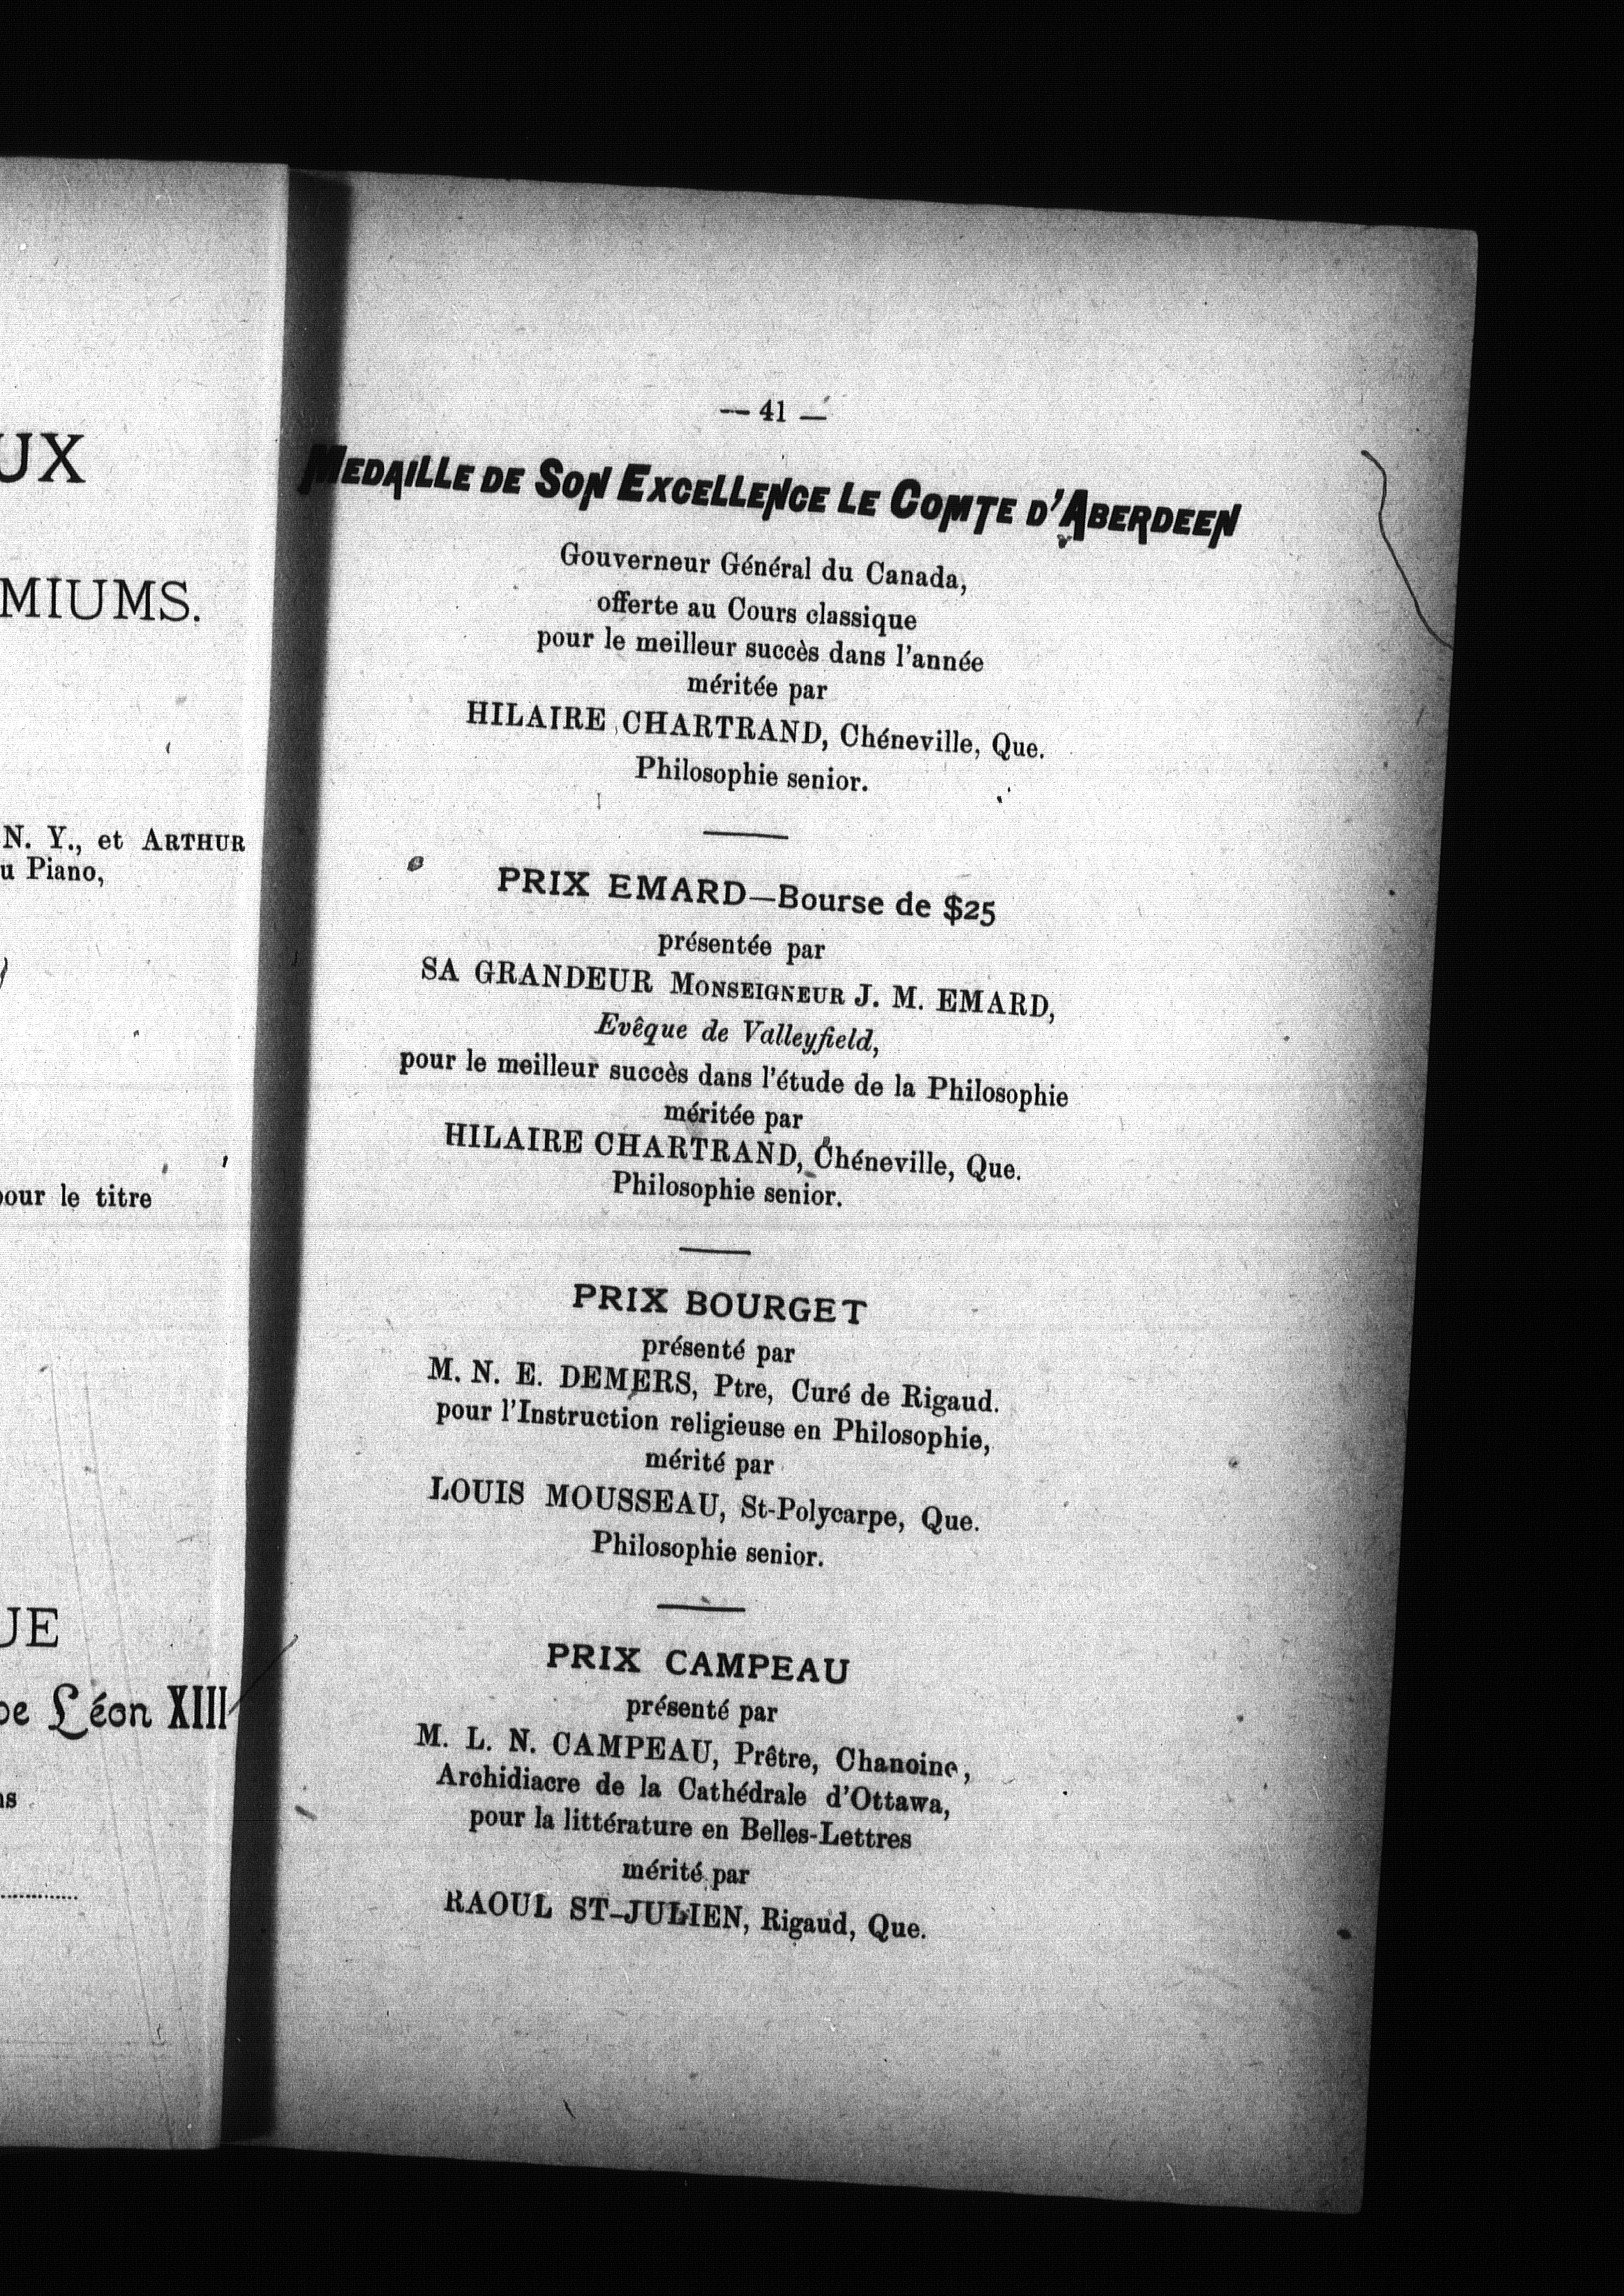 UX
MIUMS.
N. Y., et ARTHUR
u Piano,
pour le titre
UE
Léon XIII
— 41 —
MEDAILLE DE SON EXCELLENCE LE COMTE D'ABERDEEN
Gouverneur Général du Canada,
offerte au Cours classique
pour le meilleur succès dans l'année
méritée par
HILAIRE CHARTRAND, Chéneville, Que.
Philosophie senior.
PRIX EMARD—Bourse de $25
présentée par
SA GRANDEUR MONSEIGNEUR J. M. EMARD,
Evêque de Valleyfield,
pour le meilleur succès dans l'étude de la Philosophie
méritée par
HILAIRE CHARTRAND, Chéneville, Que.
Philosophie senior.
PRIX BOURGET
présenté par
M. N. E. DEMERS, Ptre, Curé de Rigaud.
pour l'Instruction religieuse en Philosophie,
mérité par
LOUIS MOUSSEAU, St-Polycarpe, Que.
Philosophie senior.
PRIX CAMPEAU
présenté par
M. L. N. CAMPEAU, Prêtre, Chanoine,
Archidiacre de la Cathédrale d'Ottawa,
pour la littérature en Belles-Lettres
mérité par
RAOUL ST-JULIEN, Rigaud, Que.